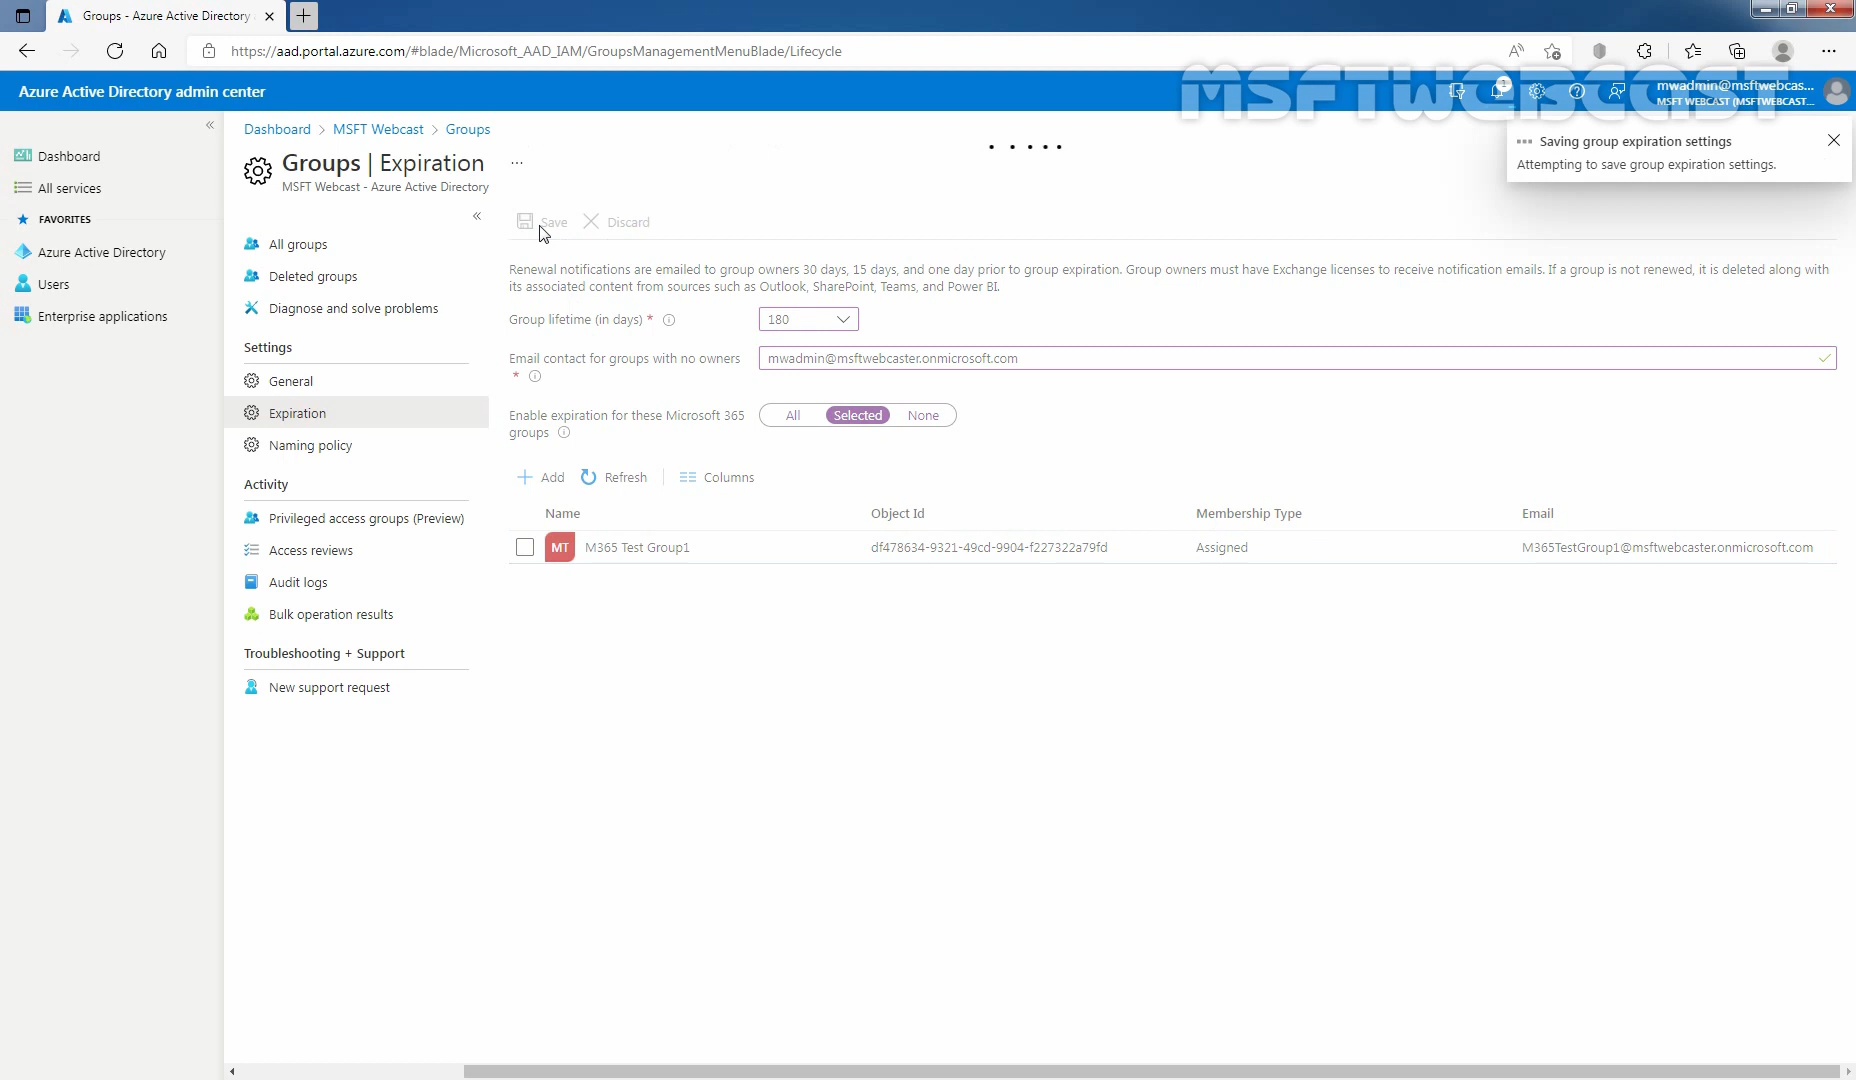 Groups - Azure Active Directory
https://aad.portal.azure.com/#blade/Microsoft_AAD_IAM/GroupsManagementMenuBlade/Lifecycle
MSFTWEBCAST
Azure Active Directory admin center
1
mwadmin@msftwebcas...
MSFT WEBCAST (MSFTWEBCAST...
Saving group expiration settings
Attempting to save group expiration settings.
Dashboard
All services
FAVORITES
Azure Active Directory
Users
Enterprise applications
Dashboard > MSFT Webcast > Groups
Groups | Expiration ...
MSFT Webcast - Azure Active Directory
All groups
Deleted groups
Diagnose and solve problems
Settings
General
Expiration
Naming policy
Activity
Privileged access groups (Preview)
Access reviews
Audit logs
Bulk operation results
Troubleshooting + Support
New support request
Save Discard
Renewal notifications are emailed to group owners 30 days, 15 days, and one day prior to group expiration. Group owners must have Exchange licenses to receive notification emails. If a group is not renewed, it is deleted along with
its associated content from sources such as Outlook, SharePoint, Teams, and Power BI.
Group lifetime (in days) * 180
Email contact for groups with no owners mwadmin@msftwebcaster.onmicrosoft.com
*
Enable expiration for these Microsoft 365 All Selected None
groups
Add Refresh Columns
Name Object Id Membership Type Email
MT M365 Test Group1 df478634-9321-49cd-9904-f227322a79fd Assigned M365TestGroup1@msftwebcaster.onmicrosoft.com